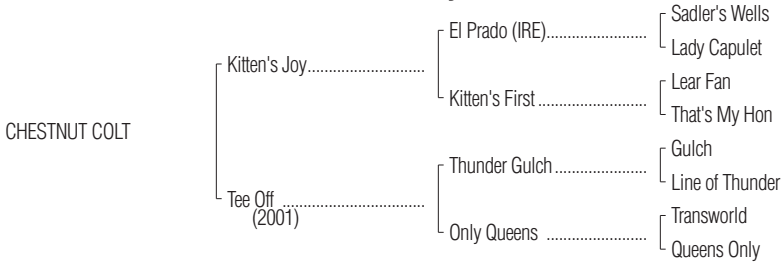 Sadler's Wells
El Prado (IRE)........................
Lady Capulet
Kitten's Joy............................
Lear Fan
Kitten's First ..........................
That's My Hon
CHESTNUT COLT
Gulch
Thunder Gulch......................
Line of Thunder
Tee Off ..................................
(2001)
Transworld
Only Queens ........................
Queens Only